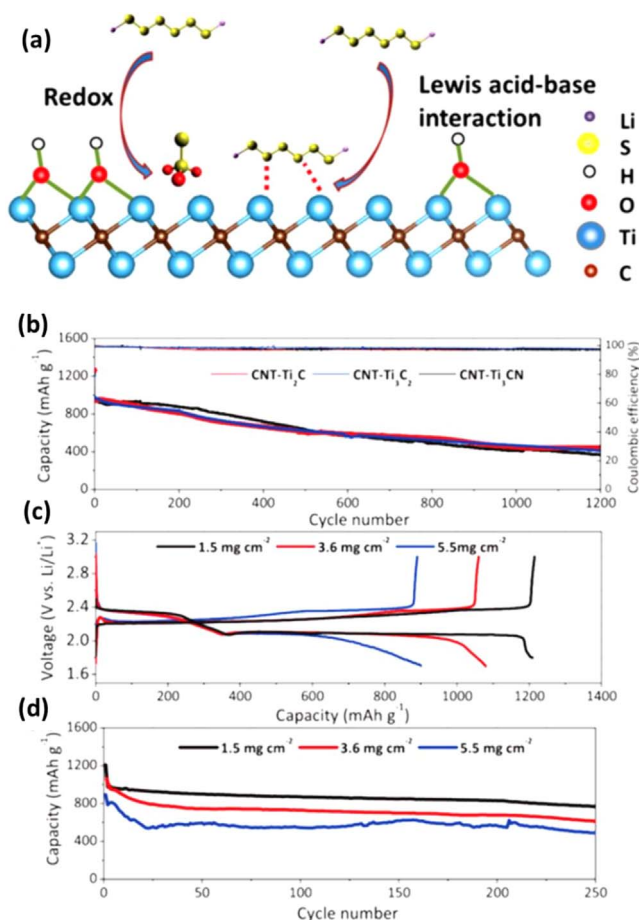 (a)
Redox
Lewis acid-base
interaction
Li
S
H
O
Ti
C
(b)
1600
1200
800
400
0
Capacity (mAh g⁻¹)
CNT-Ti₂C
CNT-Ti₃C₂
CNT-Ti₃CN
100
80
60
40
20
0
Coulombic efficiency (%)
0 200 400 600 800 1000 1200
Cycle number
(c)
3.2
2.8
2.4
2.0
1.6
Voltage (V vs. Li/Li⁺)
1.5 mg cm⁻² 3.6 mg cm⁻² 5.5mg cm⁻²
0 200 400 600 800 1000 1200 1400
Capacity (mAh g⁻¹)
(d)
1600
1200
800
400
0
Capacity (mAh g⁻¹)
1.5 mg cm⁻² 3.6 mg cm⁻² 5.5 mg cm⁻²
0 50 100 150 200 250
Cycle number